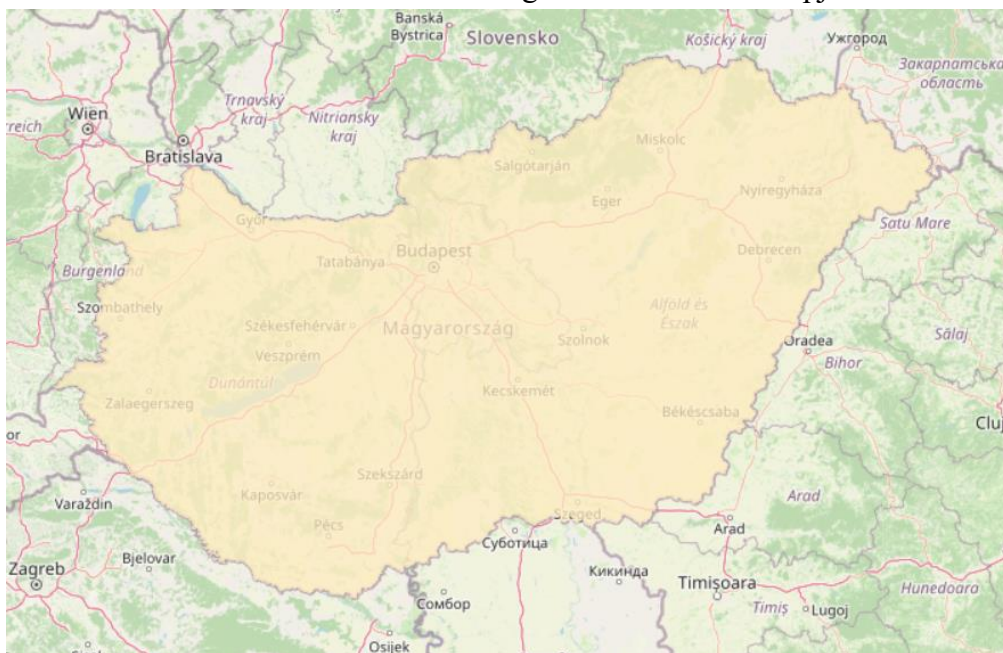 Banská
Bystrica
Slovensko
Košický kraj
Ужгород
Закарпатська
область
Trnavský
kraj
Nitriansky
kraj
Wien
Bratislava
Salgótarján
Miskolc
Nyíregyháza
Eger
Győr
Satu Mare
Budapest
Tatabánya
Debrecen
Burgenland
Szombathely
Székesfehérvár
Magyarország
Alföld és
Észak
Szolnok
Sălaj
Oradea
Veszprém
Bihor
Dunántúl
Kecskemét
Zalaegerszeg
Békéscsaba
Szekszárd
Kaposvár
Varaždin
Szeged
Arad
Pécs
Arad
Суботица
Bjelovar
Zagreb
Кикинда
Timișoara
Hunedoara
Сомбор
Timiș
Lugoj
Osijek